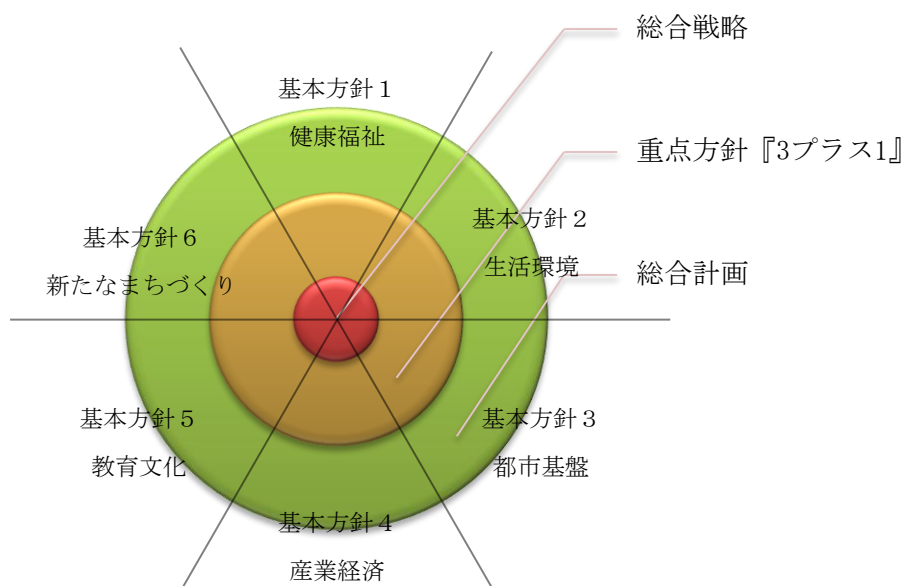 総合戦略
重点方針『3プラス1』
総合計画
基本方針１
健康福祉
基本方針２
生活環境
基本方針３
都市基盤
基本方針４
産業経済
基本方針５
教育文化
基本方針６
新たなまちづくり